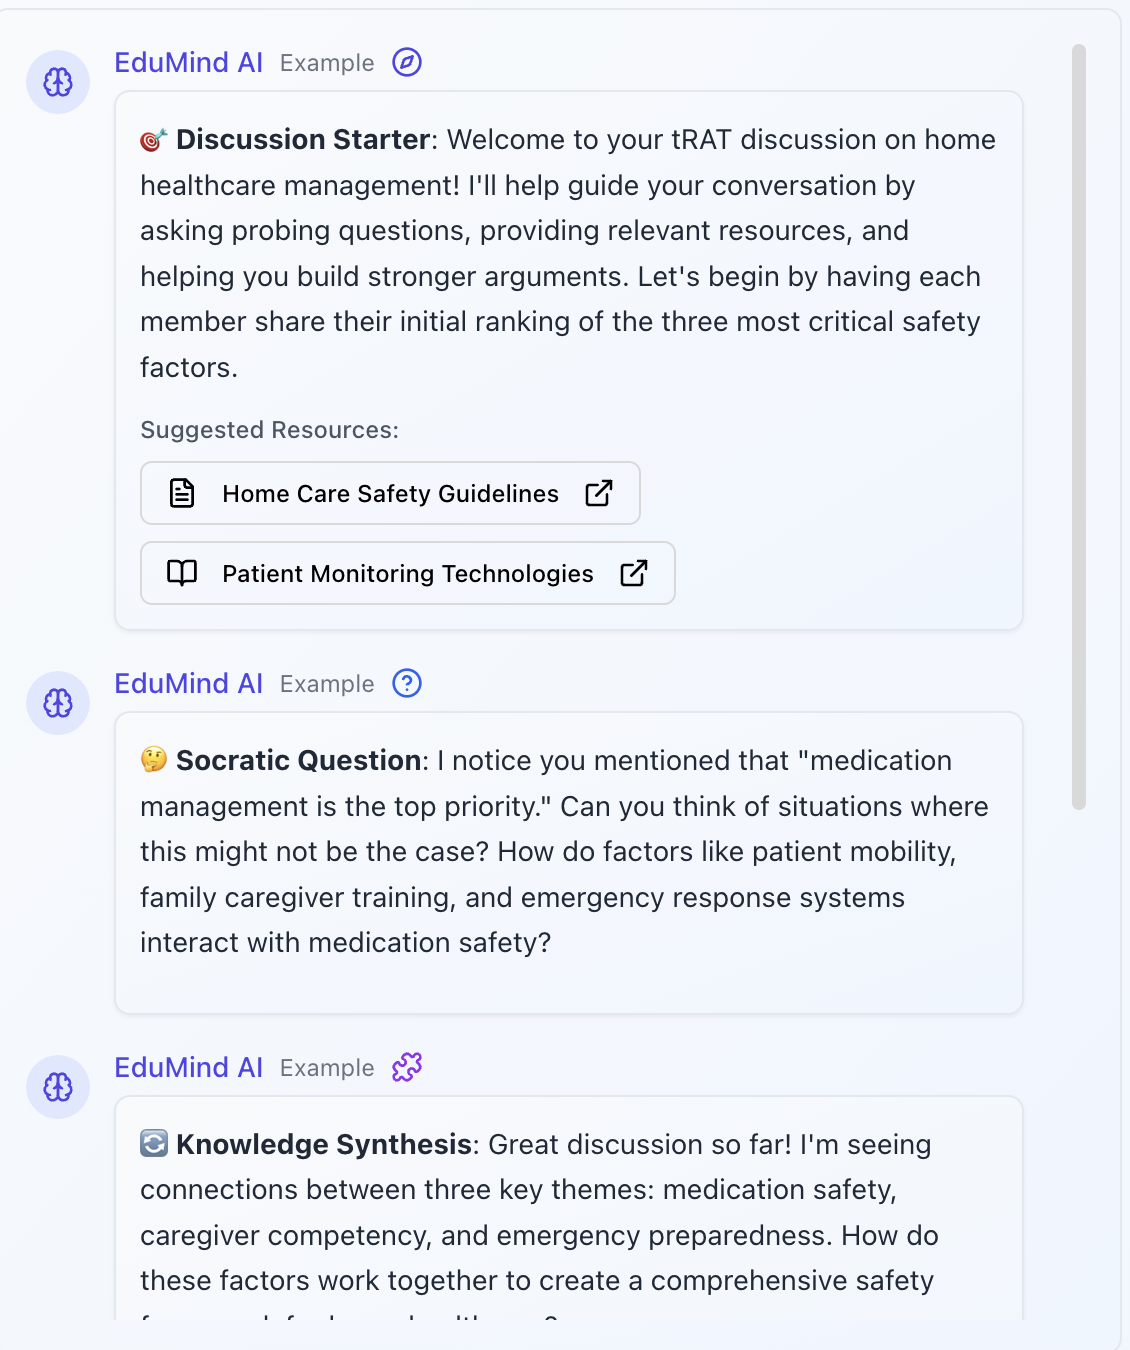 EduMind AI Example
🎯 Discussion Starter: Welcome to your tRAT discussion on home
healthcare management! I'll help guide your conversation by
asking probing questions, providing relevant resources, and
helping you build stronger arguments. Let's begin by having each
member share their initial ranking of the three most critical safety
factors.
Suggested Resources:
Home Care Safety Guidelines
Patient Monitoring Technologies
EduMind AI Example
🤔 Socratic Question: I notice you mentioned that "medication
management is the top priority." Can you think of situations where
this might not be the case? How do factors like patient mobility,
family caregiver training, and emergency response systems
interact with medication safety?
EduMind AI Example
🔄 Knowledge Synthesis: Great discussion so far! I'm seeing
connections between three key themes: medication safety,
caregiver competency, and emergency preparedness. How do
these factors work together to create a comprehensive safety